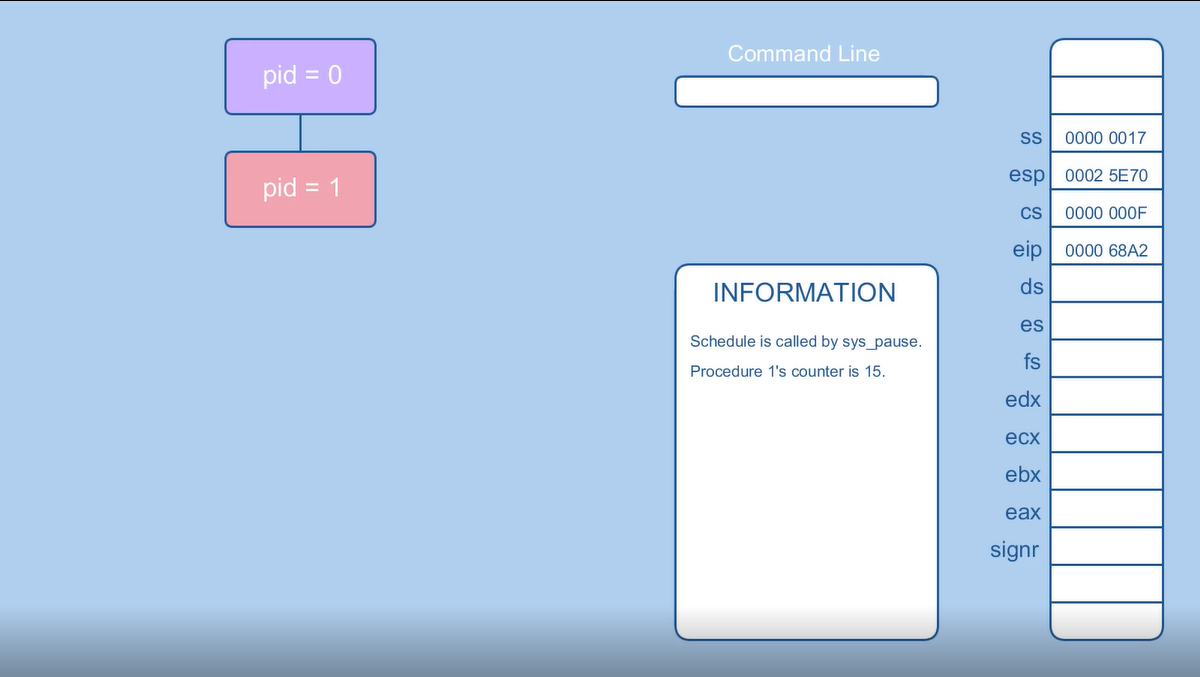 pid = 0
pid = 1
Command Line
INFORMATION
Schedule is called by sys_pause.
Procedure 1's counter is 15.
ss 0000 0017
esp 0002 5E70
cs 0000 000F
eip 0000 68A2
ds
es
fs
edx
ecx
ebx
eax
signr